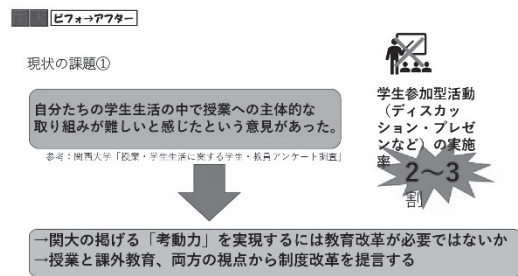 ビフォ→アフター
現状の課題①
自分たちの学生生活の中で授業への主体的な
取り組みが難しいと感じたという意見があった。
参考：関西大学「授業・学生生活に関する学生・教員アンケート調査」
学生参加型活動
（ディスカッ
ション・プレゼ
ンなど）の実施
率
2～3
割
→関大の掲げる「考動力」を実現するには教育改革が必要ではないか
→授業と課外教育、両方の視点から制度改革を提言する